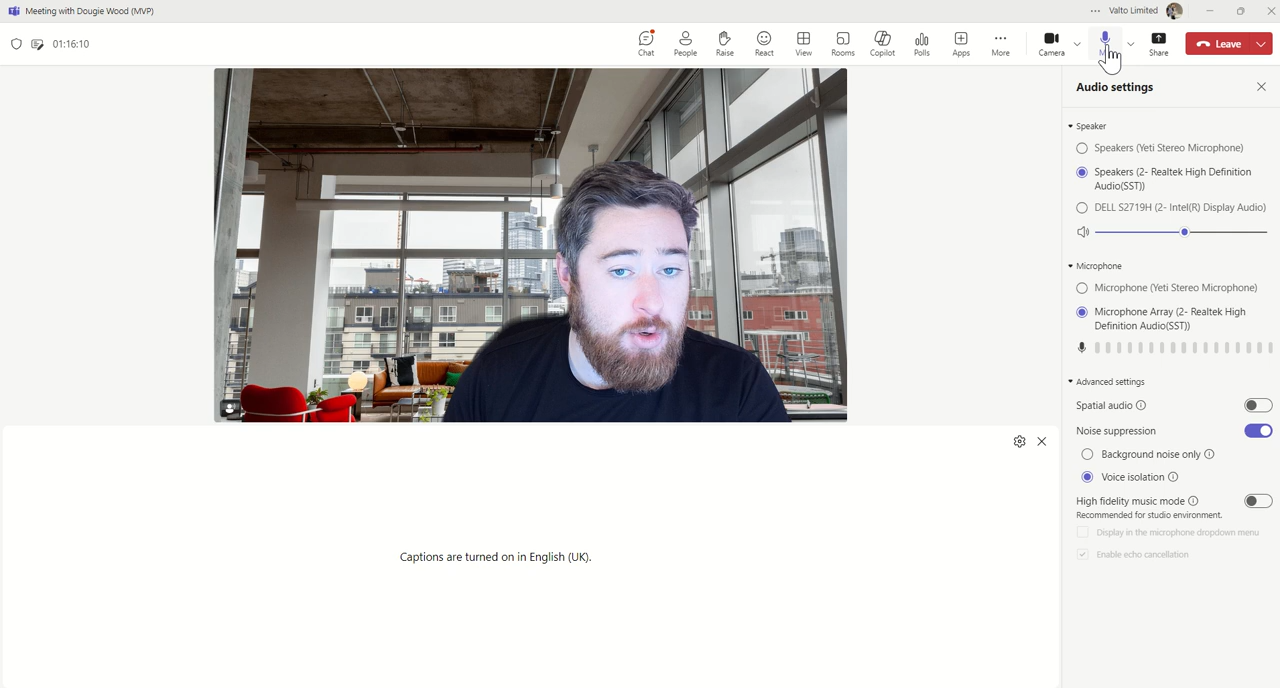 Meeting with Dougie Wood (MVP)
Valto Limited
01:16:10
Chat
People
Raise
React
View
Rooms
Copilot
Polls
Apps
More
Camera
Share
Leave
Audio settings
Speaker
Speakers (Yeti Stereo Microphone)
Speakers (2- Realtek High Definition
Audio(SST))
DELL S2719H (2- Intel(R) Display Audio)
Microphone
Microphone (Yeti Stereo Microphone)
Microphone Array (2- Realtek High
Definition Audio(SST))
Advanced settings
Spatial audio
Noise suppression
Background noise only
Voice isolation
High fidelity music mode
Recommended for studio environment.
Display in the microphone dropdown menu
Enable echo cancellation
Captions are turned on in English (UK).